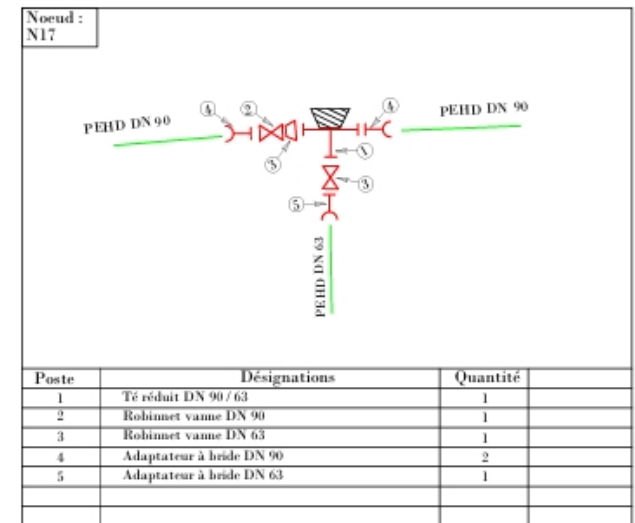 Noeud :
N17
PEHD DN 90
4
2
4
PEHD DN 90
3
1
3
5
PEHD DN 63
Poste Désignations Quantité
1 Té réduit DN 90 / 63 1
2 Robinnet vanne DN 90 1
3 Robinnet vanne DN 63 1
4 Adaptateur à bride DN 90 2
5 Adaptateur à bride DN 63 1